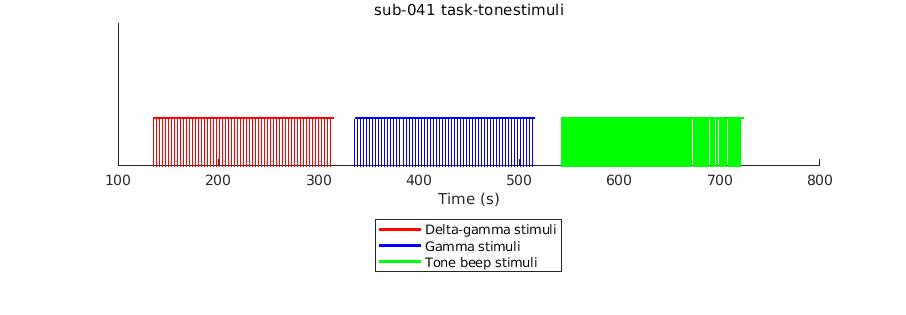 sub-041 task-tonestimuli
100 200 300 400 500 600 700 800
Time (s)
Delta-gamma stimuli
Gamma stimuli
Tone beep stimuli